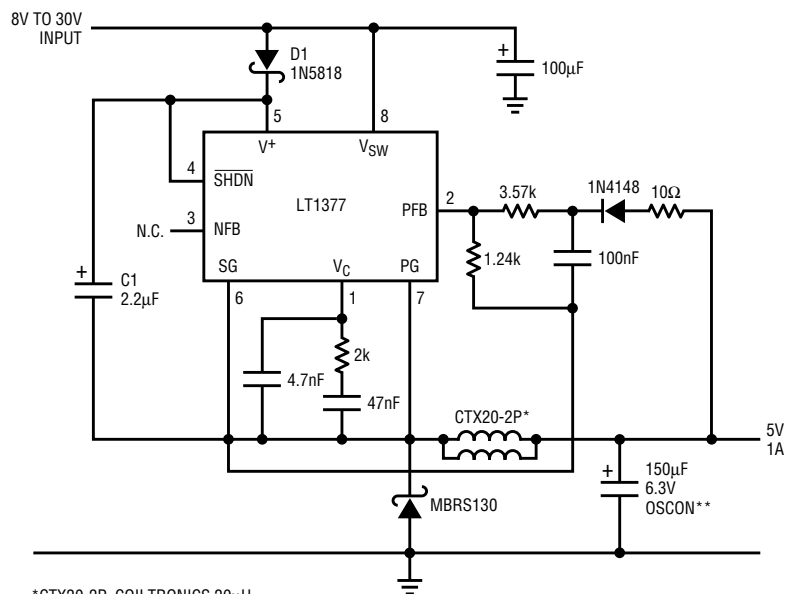 8V TO 30V
INPUT
D1
1N5818
+
100µF
5
8
V+
VSW
4
SHDN
LT1377
PFB
2
3.57k
1N4148
10Ω
N.C.
3
NFB
1.24k
100nF
+
C1
2.2µF
SG
VC
PG
6
1
7
2k
4.7nF
47nF
CTX20-2P*
5V
1A
+
150µF
6.3V
OSCON**
MBRS130